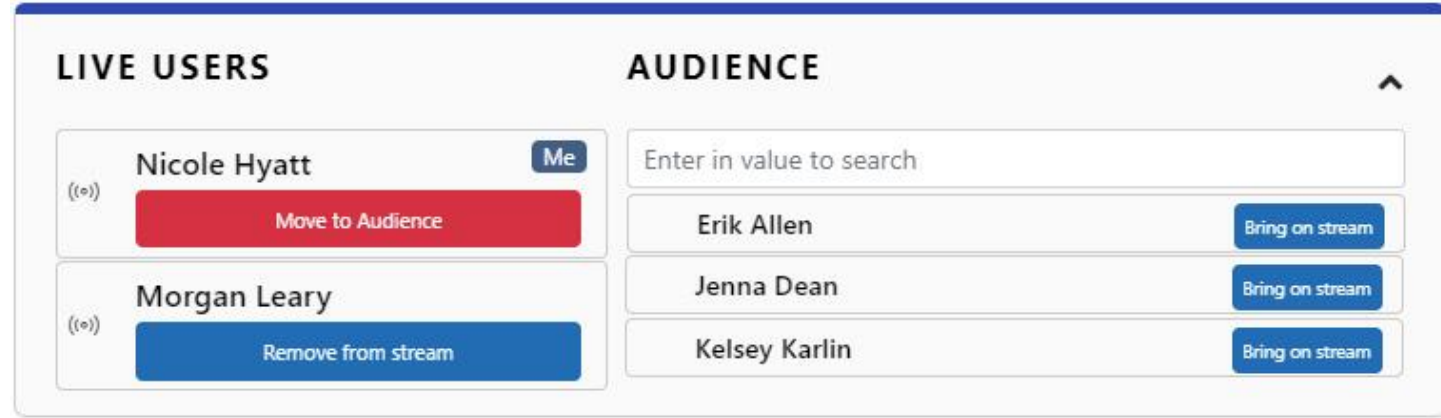 LIVE USERS
Nicole Hyatt
Me
Move to Audience
Morgan Leary
Remove from stream
AUDIENCE
Enter in value to search
Erik Allen
Bring on stream
Jenna Dean
Bring on stream
Kelsey Karlin
Bring on stream